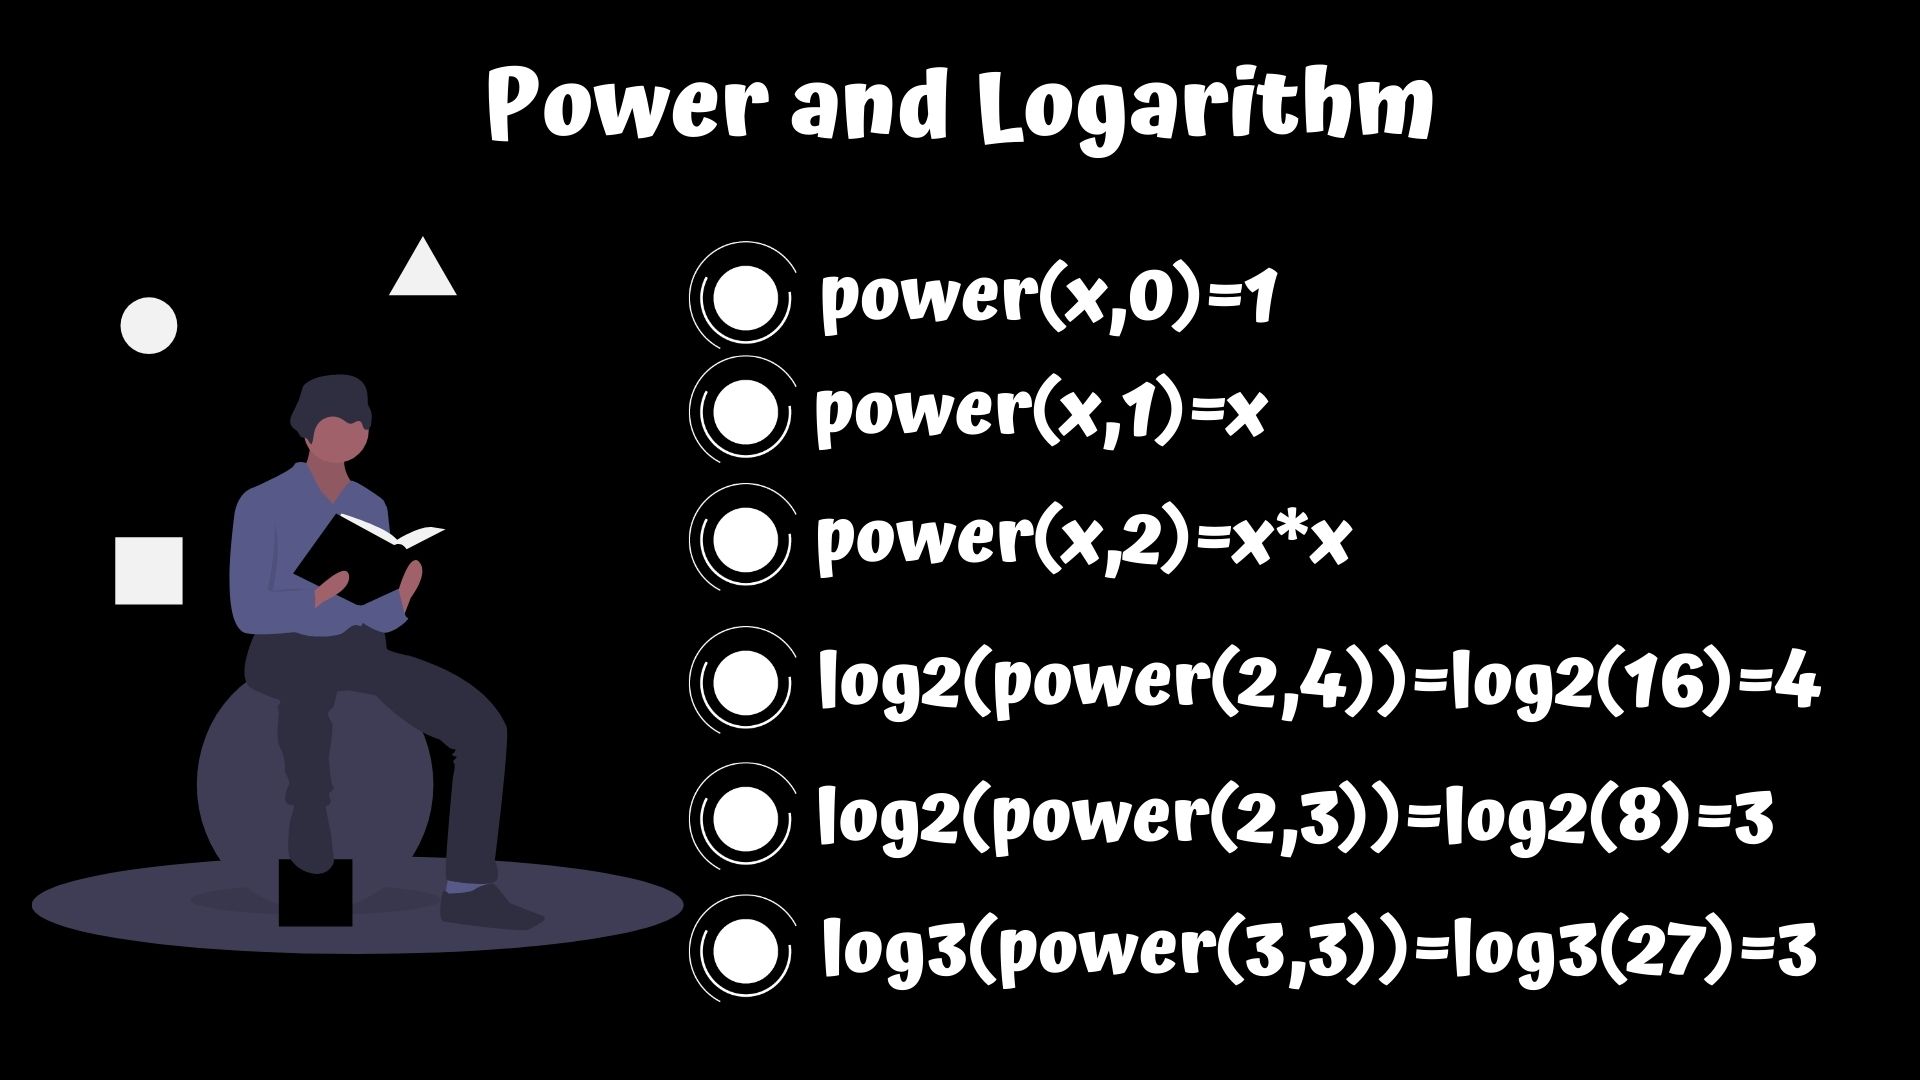 Power and Logarithm
power(x,0)=1
power(x,1)=x
power(x,2)=x*x
log2(power(2,4))=log2(16)=4
log2(power(2,3))=log2(8)=3
log3(power(3,3))=log3(27)=3